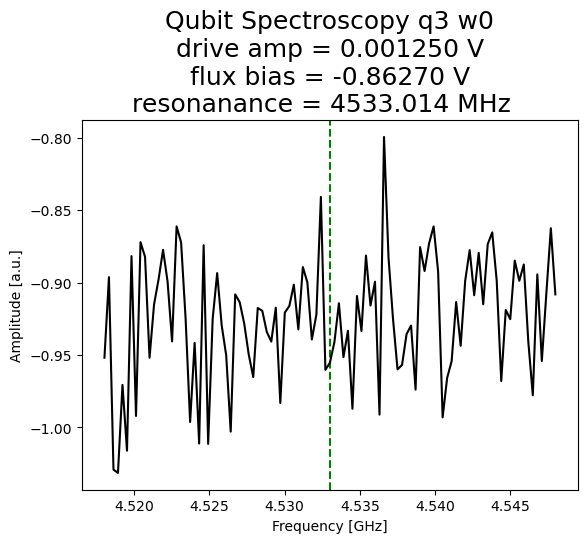 Qubit Spectroscopy q3 w0
drive amp = 0.001250 V
flux bias = -0.86270 V
resonanance = 4533.014 MHz
−0.80
−0.85
−0.90
−0.95
−1.00
Amplitude [a.u.]
4.520 4.525 4.530 4.535 4.540 4.545
Frequency [GHz]